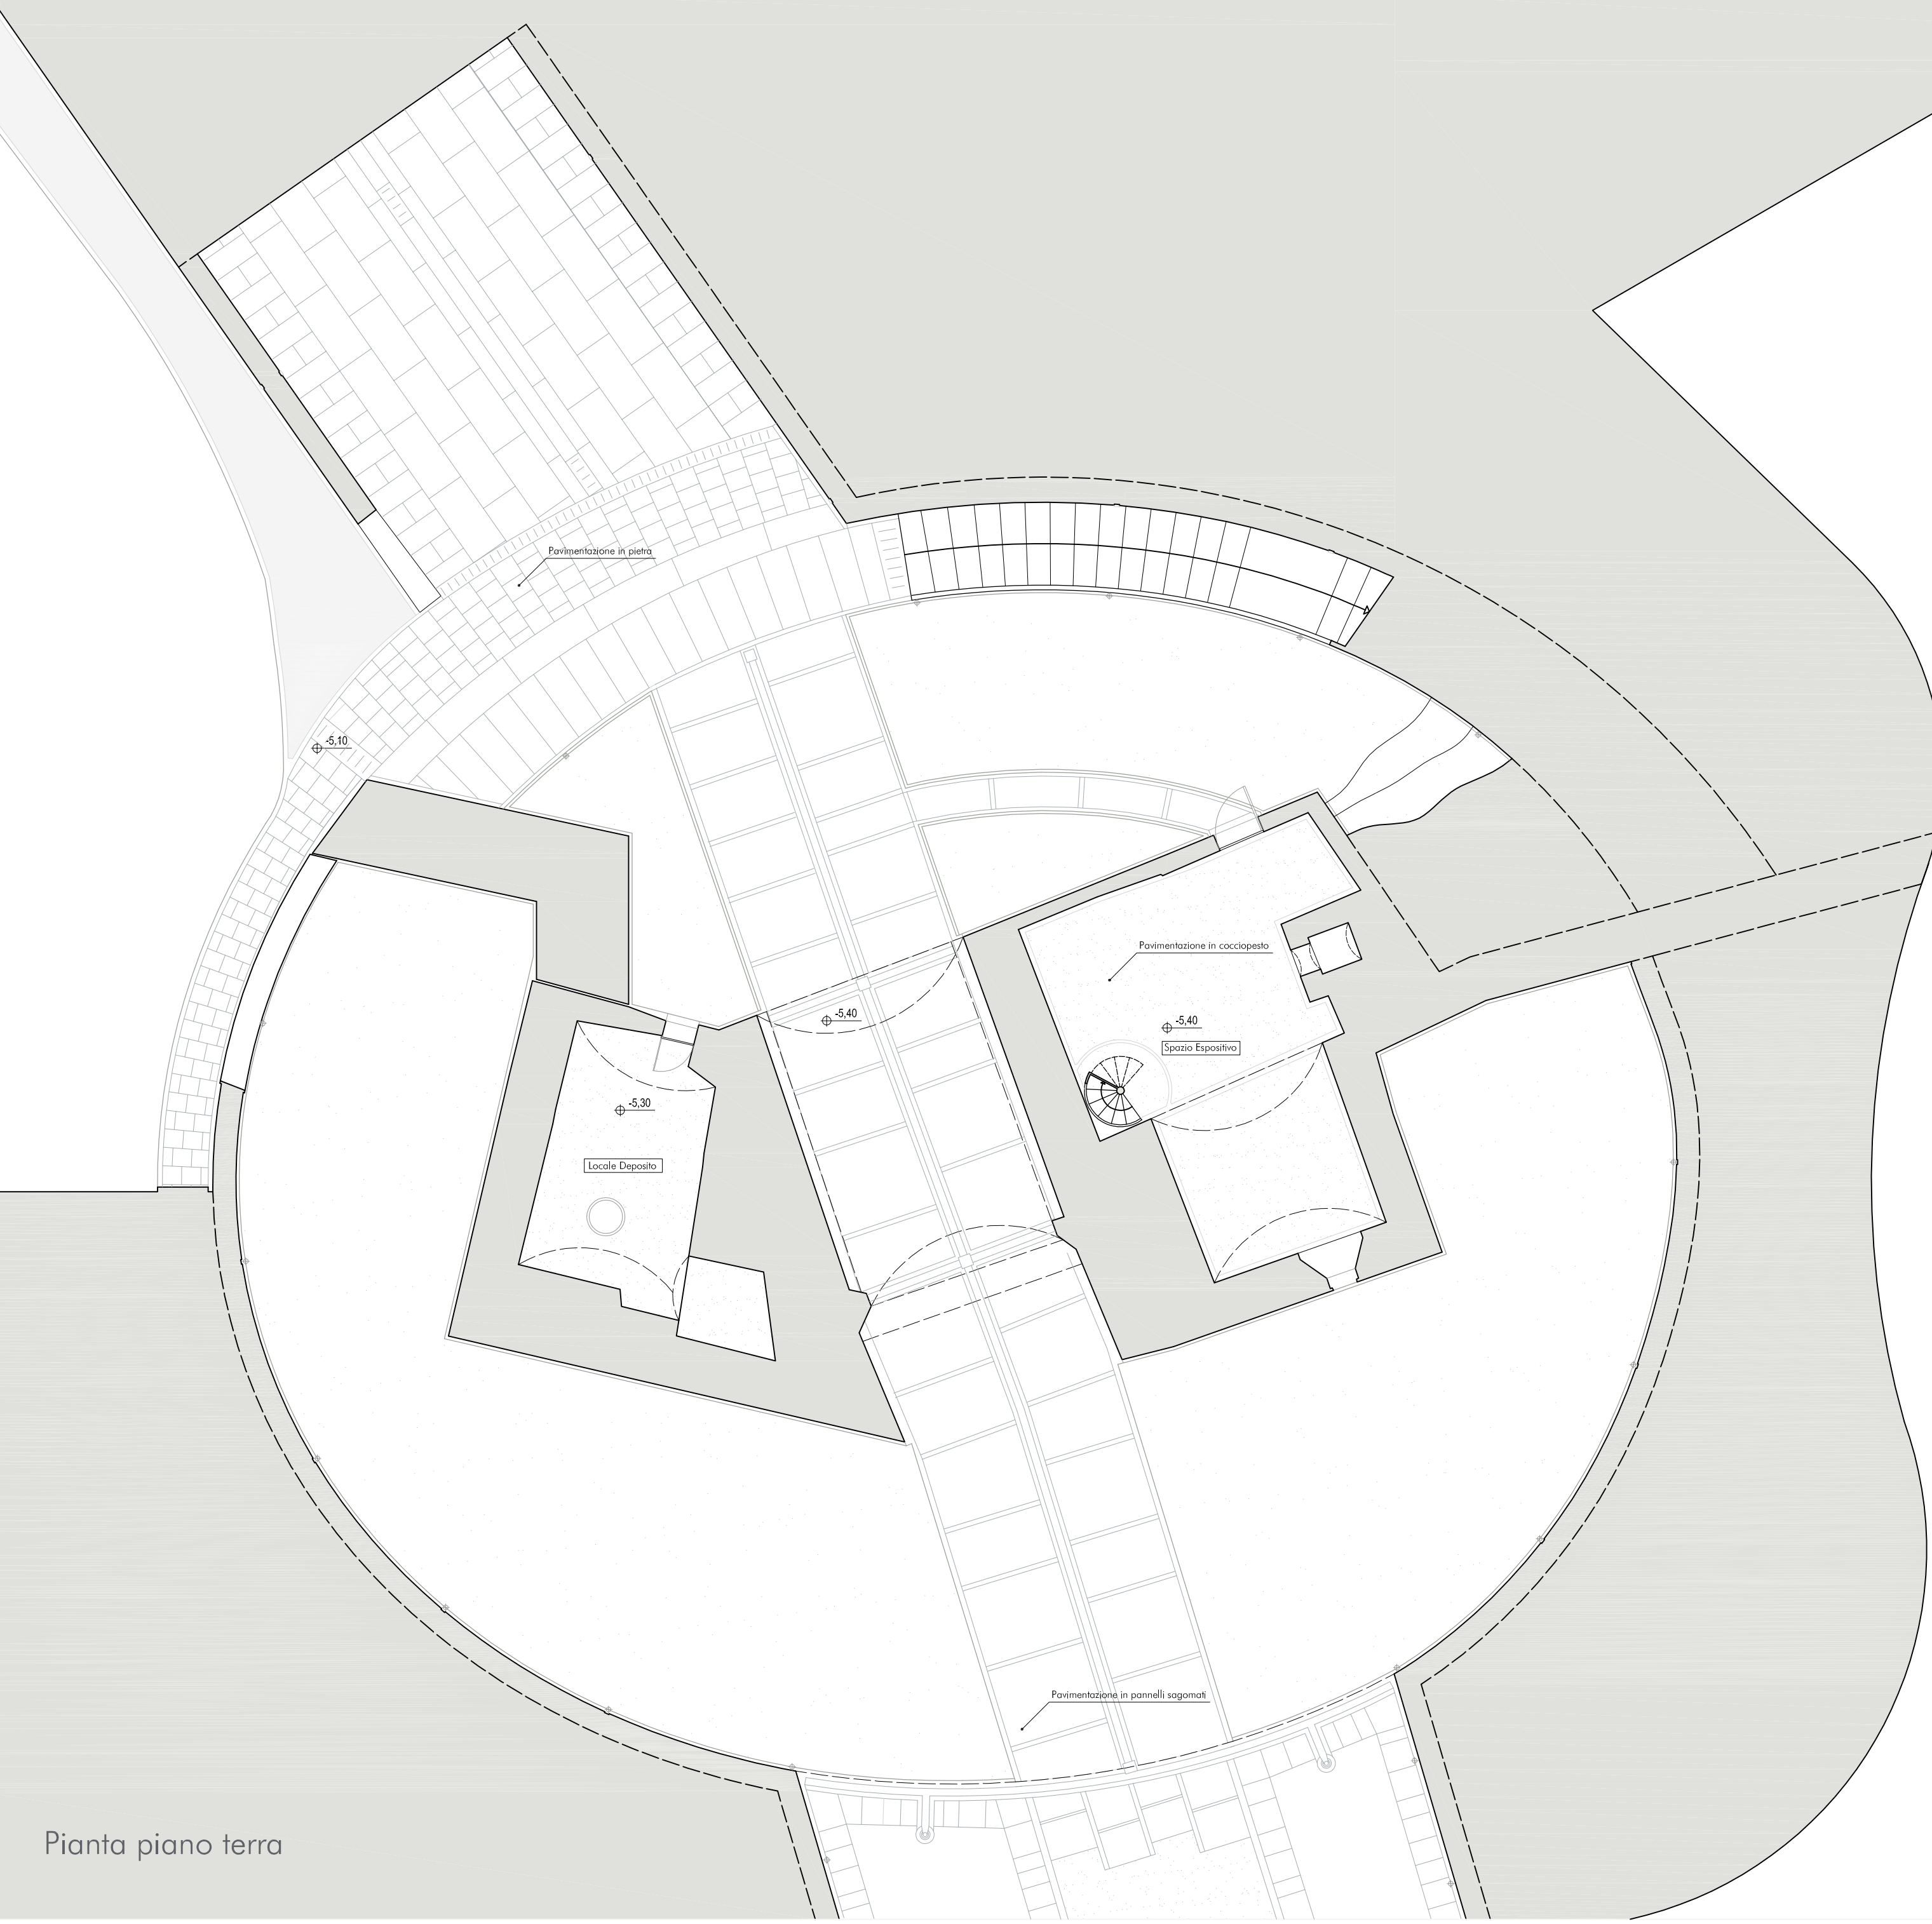 Pavimentazione in pietra
-5,10
Pavimentazione in cocciopesto
-5,40
-5,40
Spazio Espositivo
-5,30
Locale Deposito
Pavimentazione in pannelli sagomati
Pianta piano terra